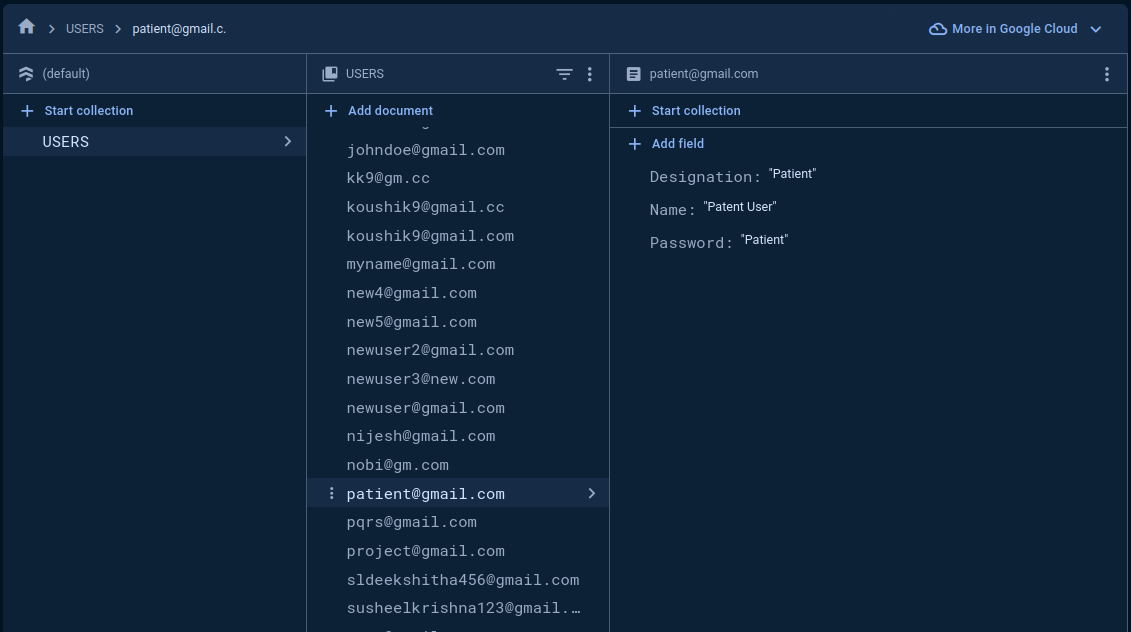 USERS patient@gmail.c. More in Google Cloud
(default)
Start collection
USERS
USERS
Add document
johndoe@gmail.com
kk9@gm.cc
koushik9@gmail.cc
koushik9@gmail.com
myname@gmail.com
new4@gmail.com
new5@gmail.com
newuser2@gmail.com
newuser3@new.com
newuser@gmail.com
nijesh@gmail.com
nobi@gm.com
patient@gmail.com
pqrs@gmail.com
project@gmail.com
sldeekshitha456@gmail.com
susheelkrishna123@gmail.…
patient@gmail.com
Start collection
Add field
Designation: "Patient"
Name: "Patent User"
Password: "Patient"